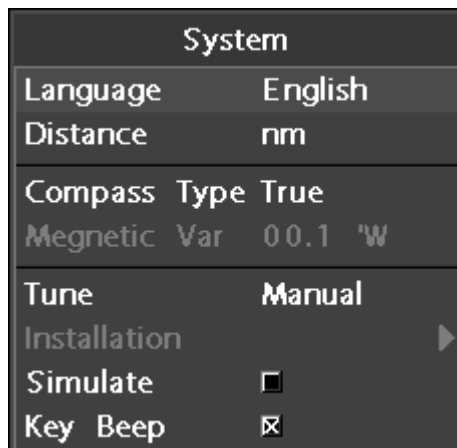 System
Language English
Distance nm
Compass Type True
Megnetic Var 00.1 'W
Tune Manual
Installation
Simulate
Key Beep